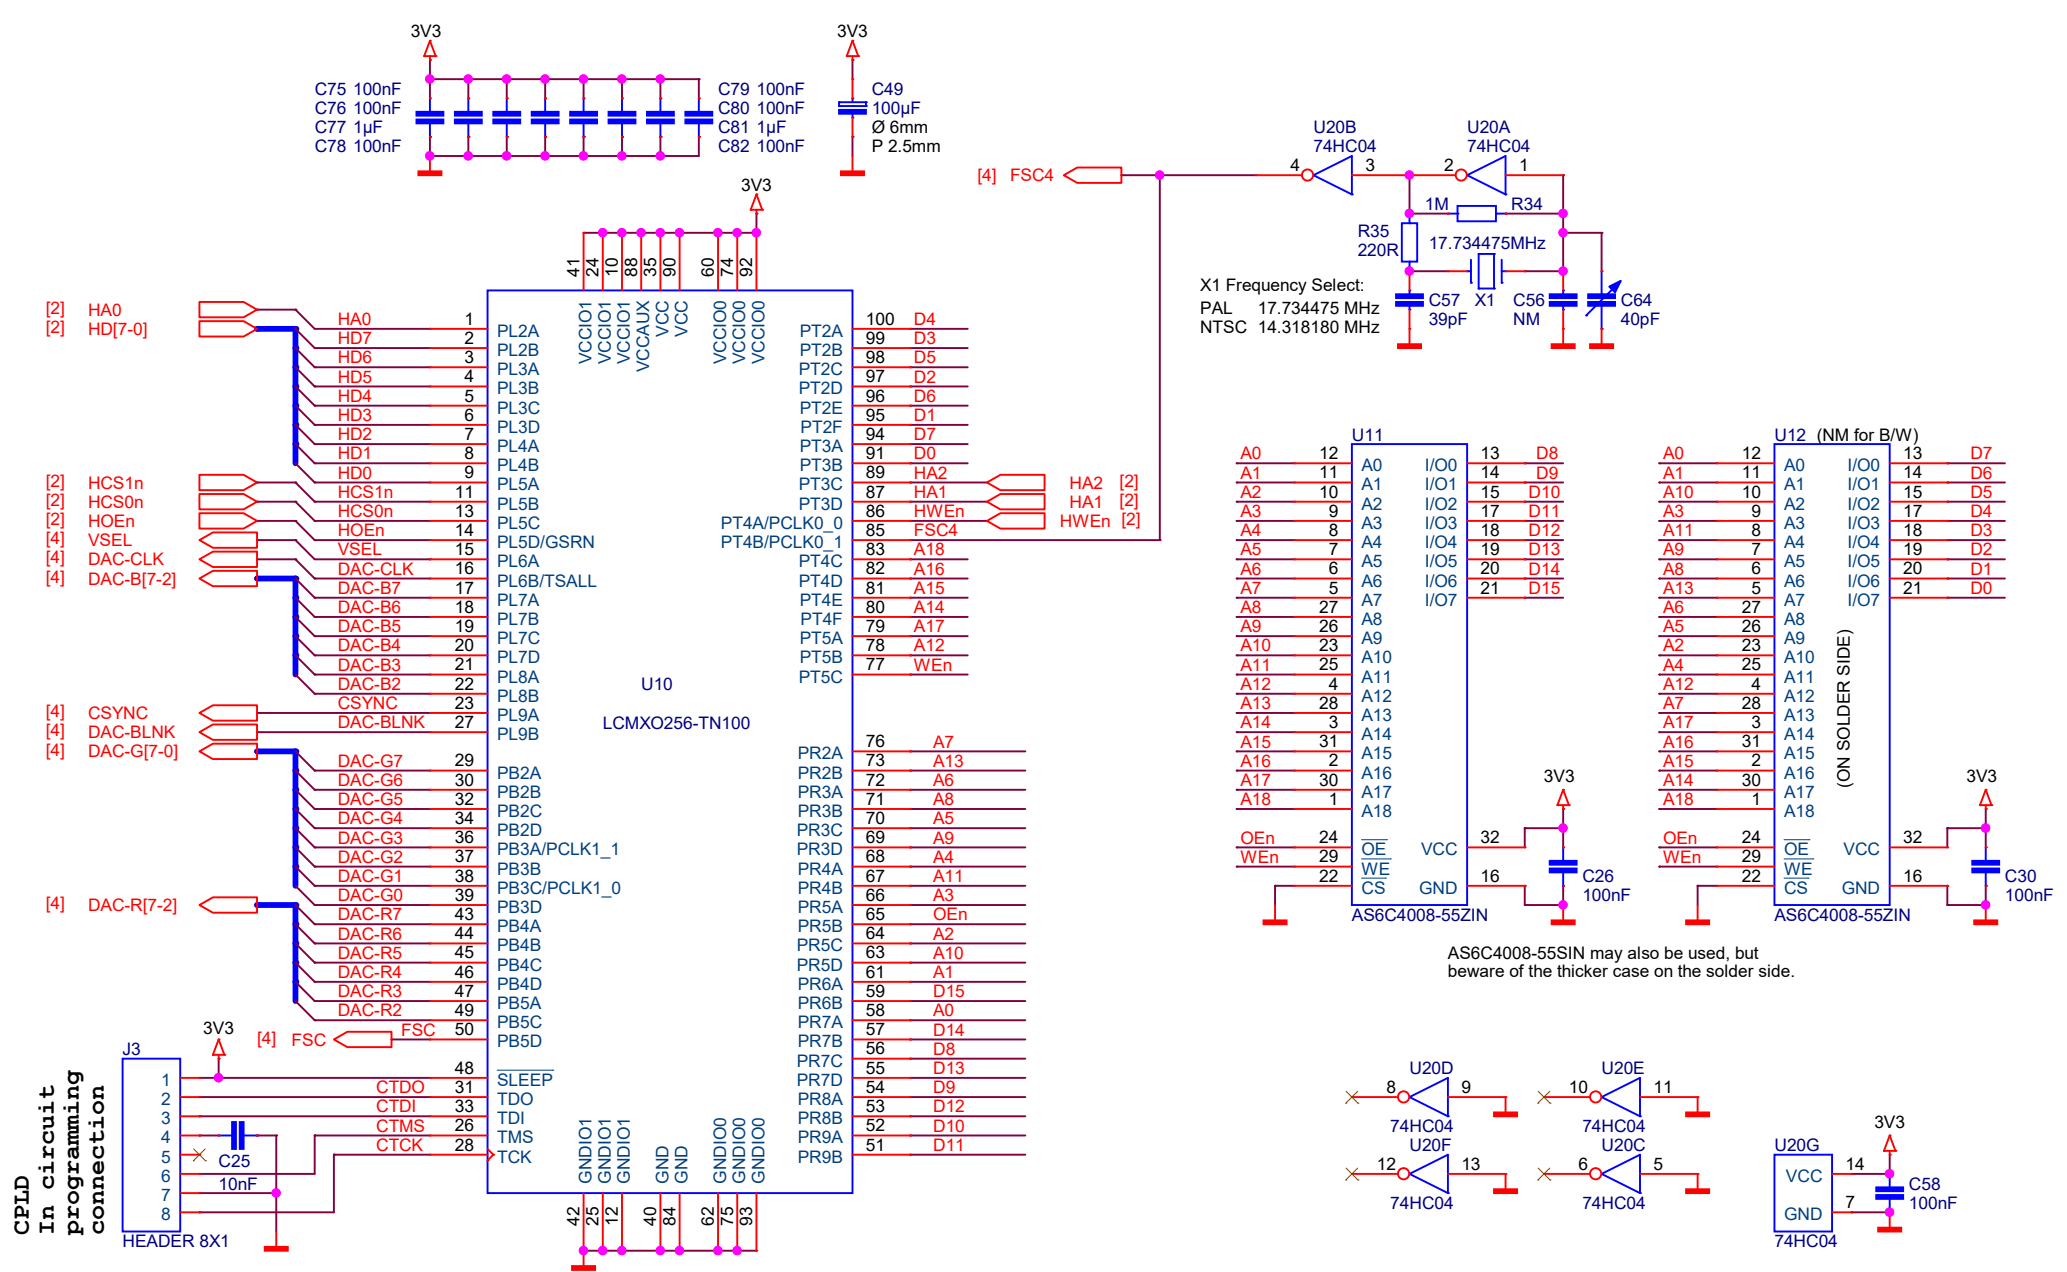 3V3
C75 100nF
C76 100nF
C77 1µF
C78 100nF
C79 100nF
C80 100nF
C81 1µF
C82 100nF
3V3
C49
100µF
Ø 6mm
P 2.5mm
[4] FSC4
U20B
74HC04
4 3
U20A
74HC04
2 1
1M R34
R35
220R
17.734475MHz
X1
C57
39pF
C56
NM
C64
40pF
X1 Frequency Select:
PAL 17.734475 MHz
NTSC 14.318180 MHz
3V3
41 24 10 88 35 90 60 74 92
VCCIO1 VCCIO1 VCCIO1 VCCAUX VCC VCC VCCIO0 VCCIO0 VCCIO0
[2] HA0
[2] HD[7-0]
[2] HCS1n
[2] HCS0n
[2] HOEn
[4] VSEL
[4] DAC-CLK
[4] DAC-B[7-2]
[4] CSYNC
[4] DAC-BLNK
[4] DAC-G[7-0]
[4] DAC-R[7-2]
[4] FSC
HA0 1 PL2A
HD7 2 PL2B
HD6 3 PL3A
HD5 4 PL3B
HD4 5 PL3C
HD3 6 PL3D
HD2 7 PL4A
HD1 8 PL4B
HD0 9 PL5A
HCS1n 11 PL5B
HCS0n 13 PL5C
HOEn 14 PL5D/GSRN
VSEL 15 PL6A
DAC-CLK 16 PL6B/TSALL
DAC-B7 17 PL7A
DAC-B6 18 PL7B
DAC-B5 19 PL7C
DAC-B4 20 PL7D
DAC-B3 21 PL8A
DAC-B2 22 PL8B
CSYNC 23 PL9A
DAC-BLNK 27 PL9B
DAC-G7 29 PB2A
DAC-G6 30 PB2B
DAC-G5 32 PB2C
DAC-G4 34 PB2D
DAC-G3 36 PB3A/PCLK1_1
DAC-G2 37 PB3B
DAC-G1 38 PB3C/PCLK1_0
DAC-G0 39 PB3D
DAC-R7 43 PB4A
DAC-R6 44 PB4B
DAC-R5 45 PB4C
DAC-R4 46 PB4D
DAC-R3 47 PB5A
DAC-R2 49 PB5C
FSC 50 PB5D
48 SLEEP
CTDO 31 TDO
CTDI 33 TDI
CTMS 26 TMS
CTCK 28 TCK
U10
LCMXO256-TN100
PT2A 100 D4
PT2B 99 D3
PT2C 98 D5
PT2D 97 D2
PT2E 96 D6
PT2F 95 D1
PT3A 94 D7
PT3B 91 D0
PT3C 89 HA2 HA2 [2]
PT3D 87 HA1 HA1 [2]
PT4A/PCLK0_0 86 HWEn HWEn [2]
PT4B/PCLK0_1 85 FSC4
PT4C 83 A18
PT4D 82 A16
PT4E 81 A15
PT4F 80 A14
PT5A 79 A17
PT5B 78 A12
PT5C 77 WEn
PR2A 76 A7
PR2B 73 A13
PR3A 72 A6
PR3B 71 A8
PR3C 70 A5
PR3D 69 A9
PR4A 68 A4
PR4B 67 A11
PR5A 66 A3
PR5B 65 OEn
PR5C 64 A2
PR5D 63 A10
PR6A 61 A1
PR6B 59 D15
PR7A 58 A0
PR7B 57 D14
PR7C 56 D8
PR7D 55 D13
PR8A 54 D9
PR8B 53 D12
PR9A 52 D10
PR9B 51 D11
GNDIO1 GNDIO1 GNDIO1 GND GND GNDIO0 GNDIO0 GNDIO0
42 25 12 40 84 62 75 93
CPLD
In circuit
programming
connection
J3
3V3
1
2
3
4
5
6
7
8
C25
10nF
HEADER 8X1
U11
A0 12 A0 I/O0 13 D8
A1 11 A1 I/O1 14 D9
A2 10 A2 I/O2 15 D10
A3 9 A3 I/O3 17 D11
A4 8 A4 I/O4 18 D12
A5 7 A5 I/O5 19 D13
A6 6 A6 I/O6 20 D14
A7 5 A7 I/O7 21 D15
A8 27 A8
A9 26 A9
A10 23 A10
A11 25 A11
A12 4 A12
A13 28 A13
A14 3 A14
A15 31 A15
A16 2 A16
A17 30 A17
A18 1 A18
OEn 24 OE VCC 32
WEn 29 WE
22 CS GND 16
3V3
C26
100nF
AS6C4008-55ZIN
U12 (NM for B/W)
A0 12 A0 I/O0 13 D7
A1 11 A1 I/O1 14 D6
A10 10 A2 I/O2 15 D5
A3 9 A3 I/O3 17 D4
A11 8 A4 I/O4 18 D3
A9 7 A5 I/O5 19 D2
A8 6 A6 I/O6 20 D1
A13 5 A7 I/O7 21 D0
A6 27 A8
A5 26 A9
A2 23 A10
A4 25 A11
A12 4 A12
A7 28 A13
A17 3 A14
A16 31 A15
A15 2 A16
A14 30 A17
A18 1 A18
OEn 24 OE VCC 32
WEn 29 WE
22 CS GND 16
(ON SOLDER SIDE)
3V3
C30
100nF
AS6C4008-55ZIN
AS6C4008-55SIN may also be used, but
beware of the thicker case on the solder side.
U20D
8 9
74HC04
U20E
10 11
74HC04
U20F
12 13
74HC04
U20C
6 5
74HC04
U20G
VCC 14
GND 7
74HC04
3V3
C58
100nF